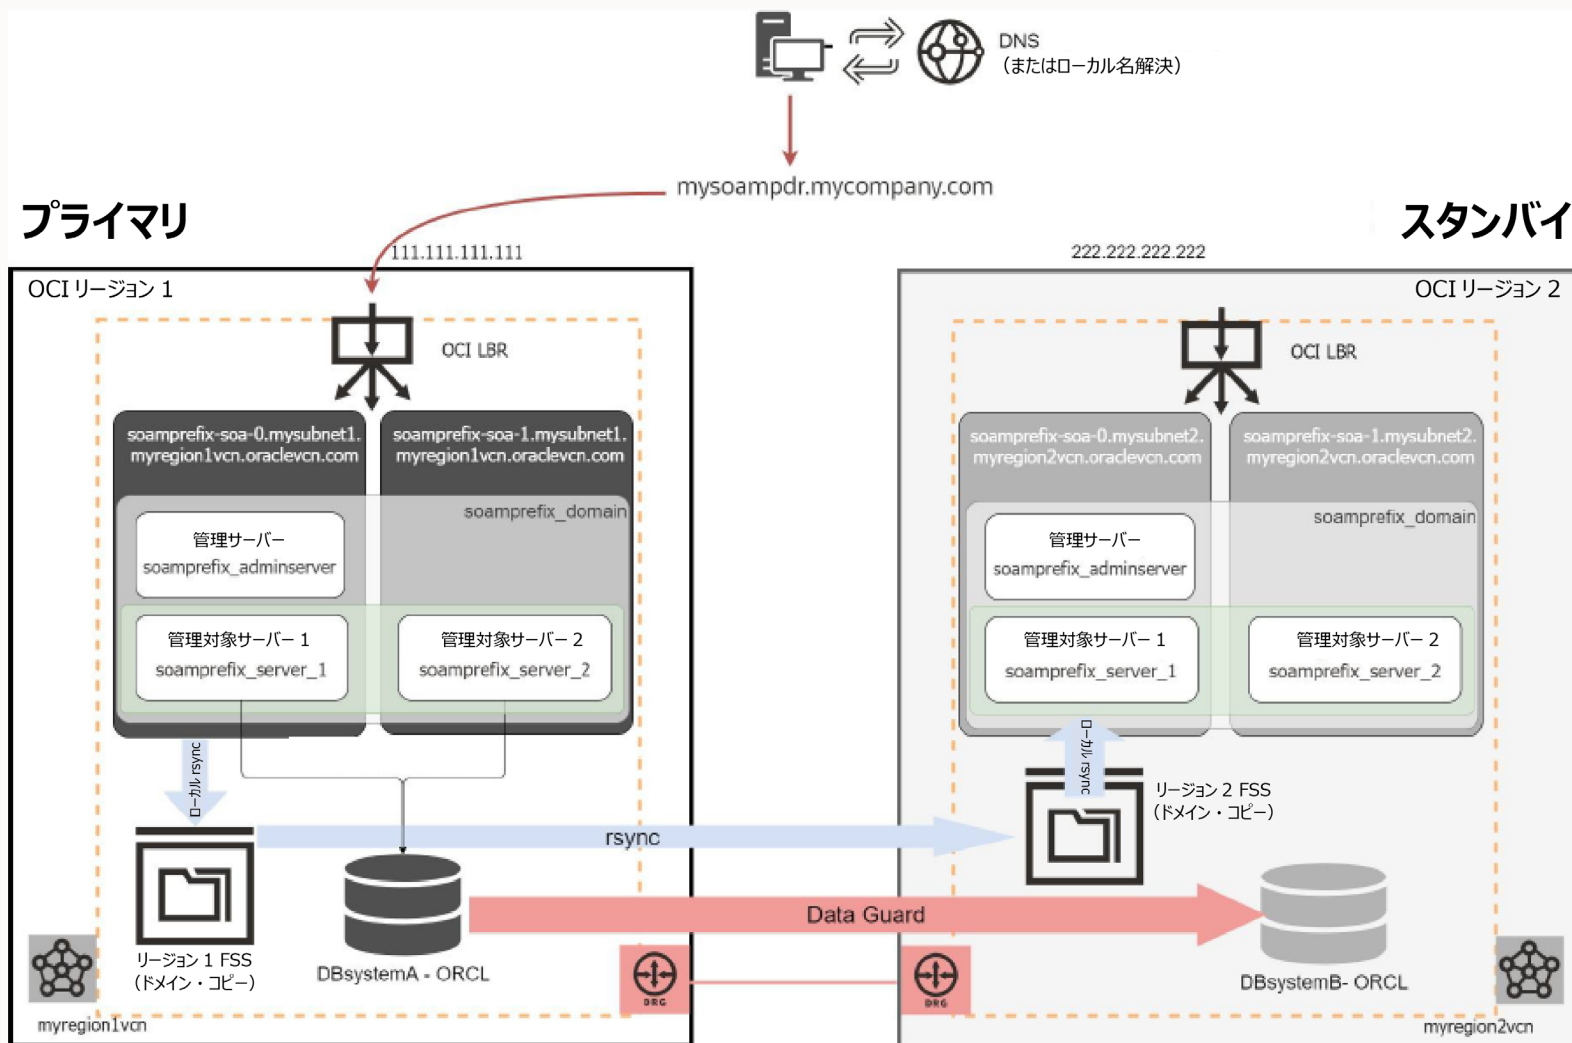 DNS
（またはローカル名解決）
mysoampdr.mycompany.com
プライマリ
スタンバイ
111.111.111.111
222.222.222.222
OCI リージョン 1
OCI LBR
soamprefix-soa-0.mysubnet1.
myregion1vcn.oraclevcn.com
soamprefix-soa-1.mysubnet1.
myregion1vcn.oraclevcn.com
soamprefix_domain
管理サーバー
soamprefix_adminserver
管理対象サーバー 1
soamprefix_server_1
管理対象サーバー 2
soamprefix_server_2
ローカル rsync
リージョン 1 FSS
（ドメイン・コピー）
DBsystemA - ORCL
DRG
myregion1vcn
rsync
Data Guard
OCI リージョン 2
OCI LBR
soamprefix-soa-0.mysubnet2.
myregion2vcn.oraclevcn.com
soamprefix-soa-1.mysubnet2.
myregion2vcn.oraclevcn.com
soamprefix_domain
管理サーバー
soamprefix_adminserver
管理対象サーバー 1
soamprefix_server_1
管理対象サーバー 2
soamprefix_server_2
ローカル rsync
リージョン 2 FSS
（ドメイン・コピー）
DBsystemB- ORCL
DRG
myregion2vcn